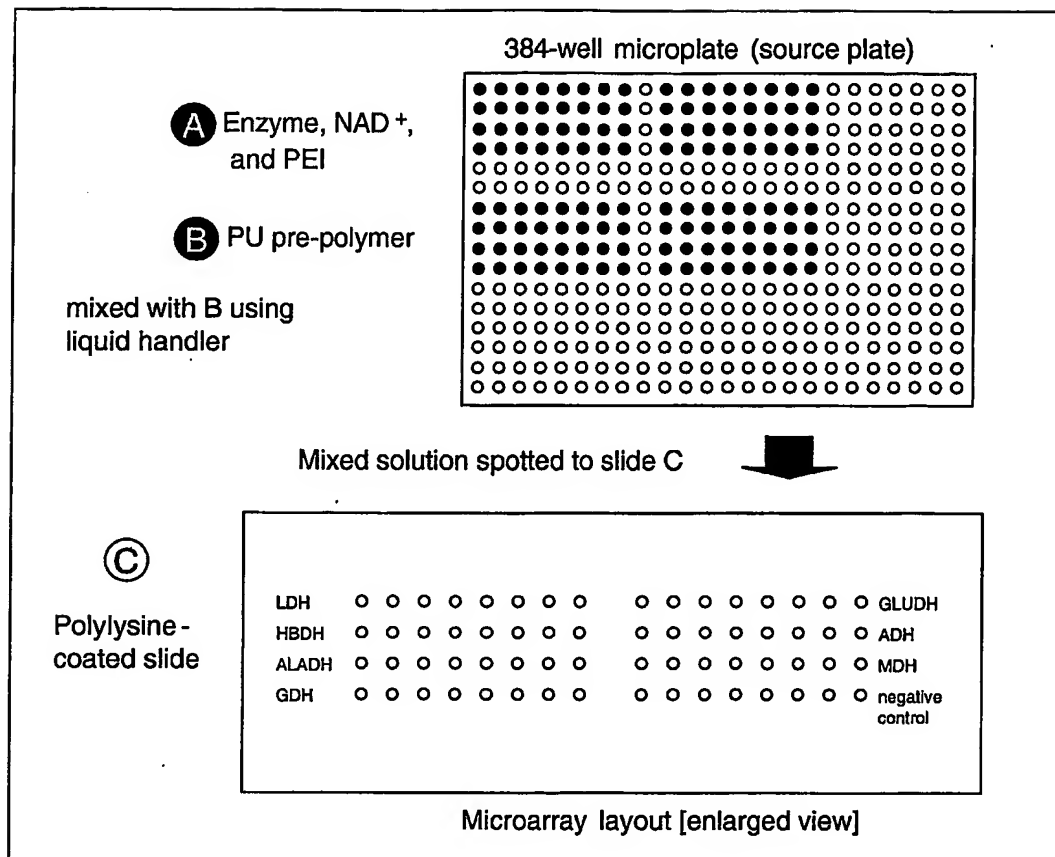 384-well microplate (source plate)
A Enzyme, NAD+,
and PEI
B PU pre-polymer
mixed with B using
liquid handler
Mixed solution spotted to slide C
C
Polylysine-
coated slide
LDH GLUDH
HBDH ADH
ALADH MDH
GDH negative
control
Microarray layout [enlarged view]